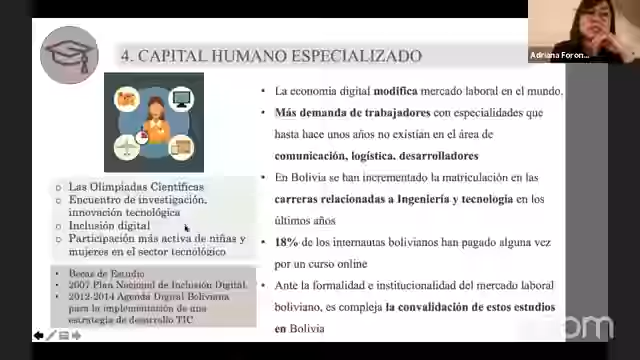 Adriana Foron...
4. CAPITAL HUMANO ESPECIALIZADO
• La economía digital modifica mercado laboral en el mundo.
• Más demanda de trabajadores con especialidades que
hasta hace unos años no existían en el área de
comunicación, logística, desarrolladores
• En Bolivia se han incrementado la matriculación en las
carreras relacionadas a Ingeniería y tecnología en los
últimos años
• 18% de los internautas bolivianos han pagado alguna vez
por un curso online
• Ante la formalidad e institucionalidad del mercado laboral
boliviano, es compleja la convalidación de estos estudios
en Bolivia
o Las Olimpiadas Científicas
o Encuentro de investigación,
innovación tecnológica
o Inclusión digital
o Participación más activa de niñas y
mujeres en el sector tecnológico
• Becas de Estudio
• 2007 Plan Nacional de Inclusión Digital.
• 2012-2014 Agenda Digital Boliviana
para la implementación de una
estrategia de desarrollo TIC
zoom